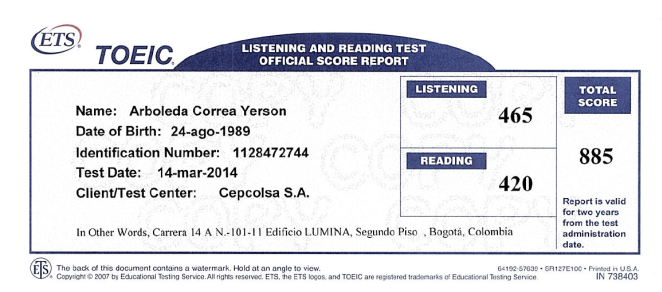 ETS
TOEIC
LISTENING AND READING TEST
OFFICIAL SCORE REPORT
Name: Arboleda Correa Yerson
Date of Birth: 24-ago-1989
Identification Number: 1128472744
Test Date: 14-mar-2014
Client/Test Center: Cepcolsa S.A.
In Other Words, Carrera 14 A N.-101-11 Edificio LUMINA, Segundo Piso , Bogotá, Colombia
LISTENING
465
READING
420
TOTAL
SCORE
885
Report is valid
for two years
from the test
administration
date.
COPY COPY COPY
ETS
The back of this document contains a watermark. Hold at an angle to view.
Copyright © 2007 by Educational Testing Service. All rights reserved. ETS, the ETS logos, and TOEIC are registered trademarks of Educational Testing Service.
64192-57635 • SR127E100 • Printed in U.S.A.
IN 738403